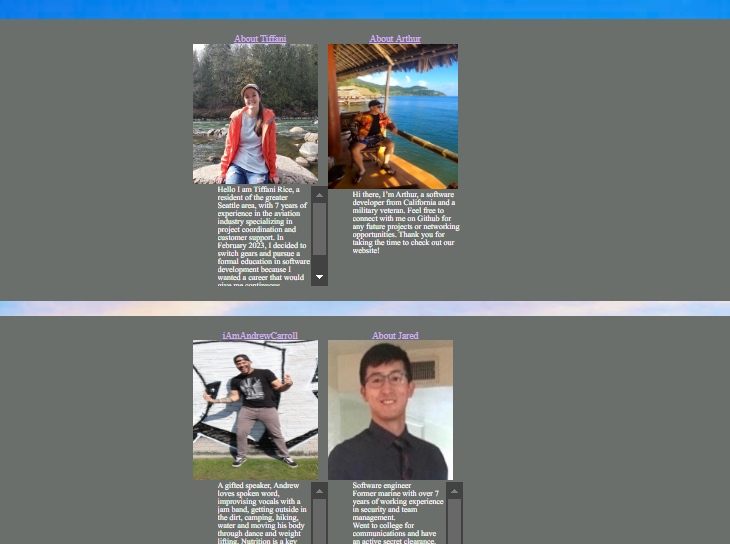 About Tiffani
About Arthur
Hello I am Tiffani Rice, a
resident of the greater
Seattle area, with 7 years of
experience in the aviation
industry specializing in
project coordination and
customer support. In
February 2023, I decided to
switch gears and pursue a
formal education in software
development because I
wanted a career that would
give me continuous
Hi there, I'm Arthur, a software
developer from California and a
military veteran. Feel free to
connect with me on Github for
any future projects or networking
opportunities. Thank you for
taking the time to check out our
website!
iAmAndrewCarroll
About Jared
A gifted speaker, Andrew
loves spoken word,
improvising vocals with a
jam band, getting outside in
the dirt, camping, hiking,
water and moving his body
through dance and weight
lifting. Nutrition is a key
Software engineer
Former marine with over 7
years of working experience
in security and team
management.
Went to college for
communications and have
an active secret clearance.